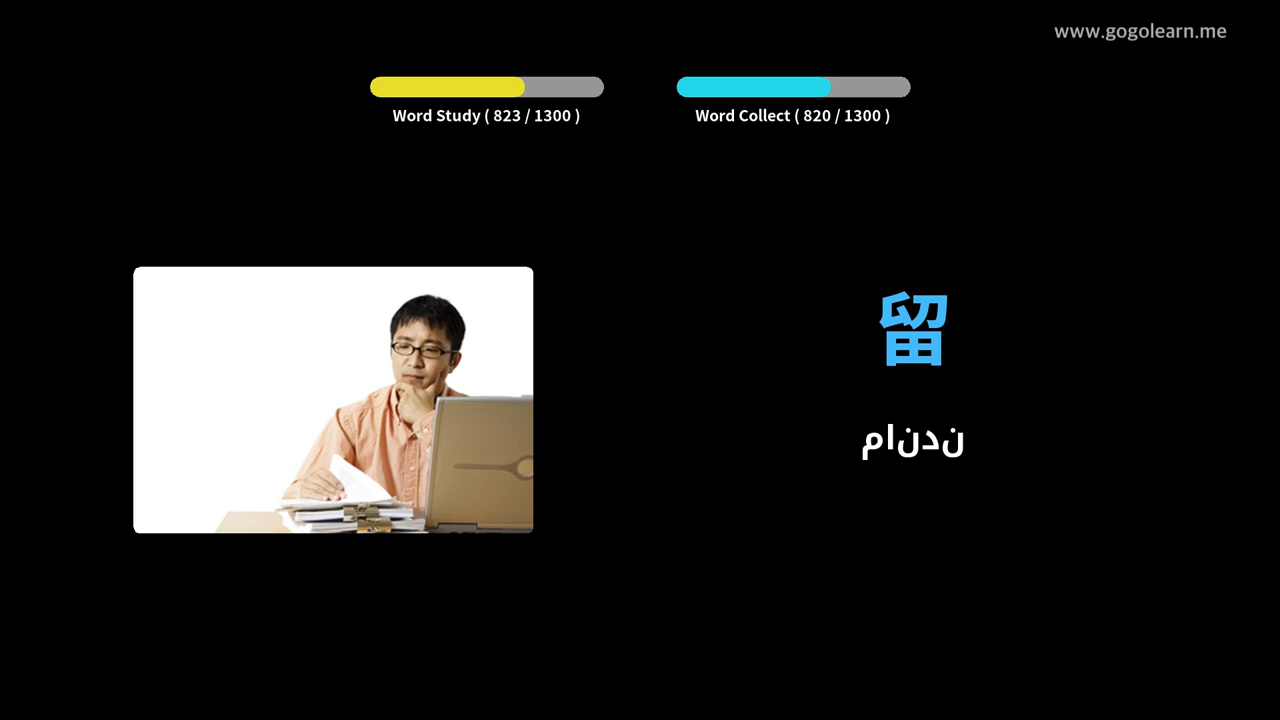 www.gogolearn.me
Word Study ( 823 / 1300 )
Word Collect ( 820 / 1300 )
留
ماندن